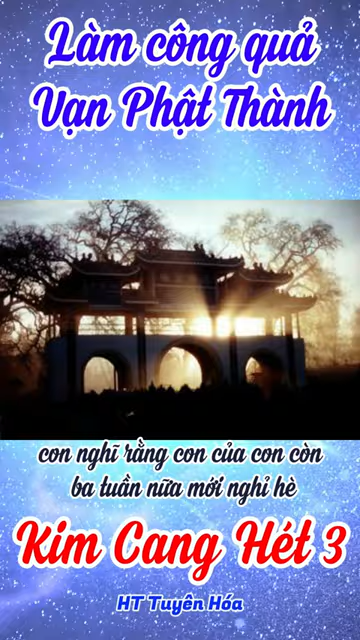 Làm công quả
Vạn Phật Thành
con nghĩ rằng con của con còn
ba tuần nữa mới nghỉ hè
Kim Cang Hét 3
HT Tuyên Hóa